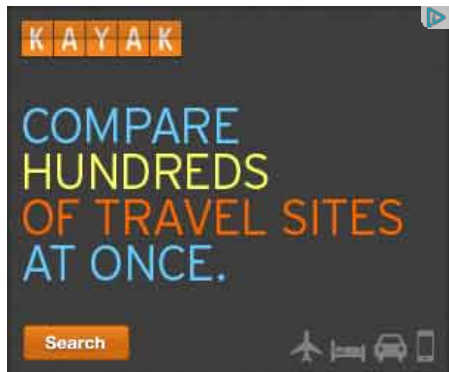 KAYAK
COMPARE
HUNDREDS
OF TRAVEL SITES
AT ONCE.
Search